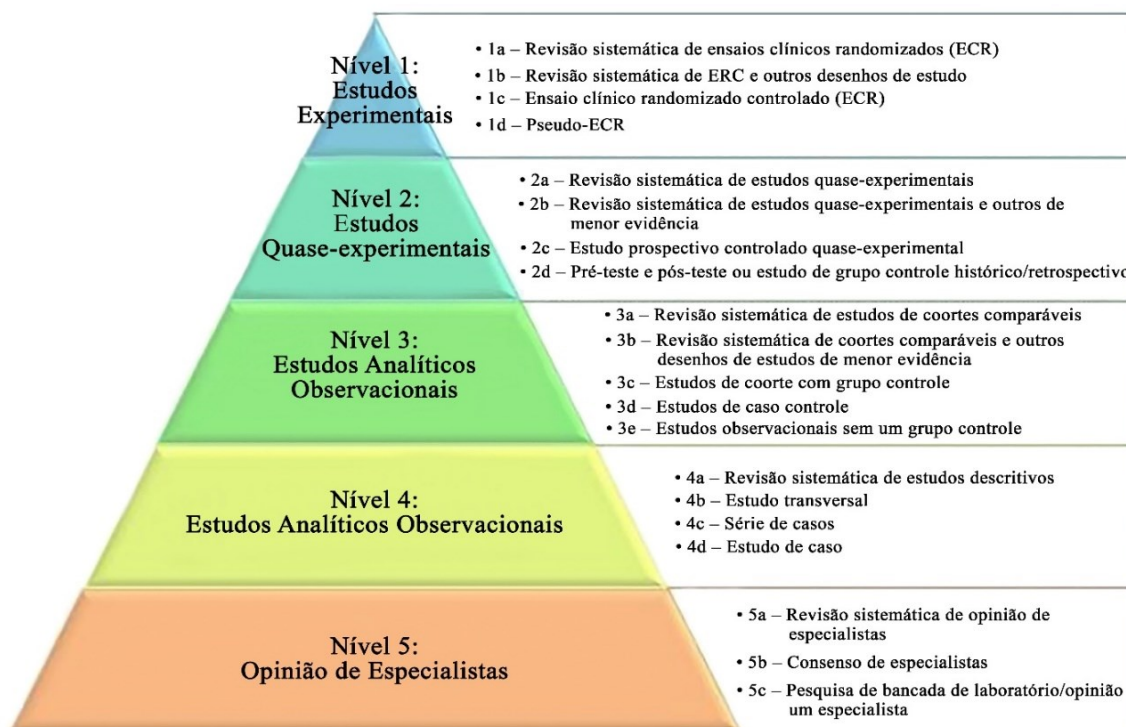 Nível 1:
Estudos
Experimentais
• 1a – Revisão sistemática de ensaios clínicos randomizados (ECR)
• 1b – Revisão sistemática de ERC e outros desenhos de estudo
• 1c – Ensaio clínico randomizado controlado (ECR)
• 1d – Pseudo-ECR
Nível 2:
Estudos
Quase-experimentais
• 2a – Revisão sistemática de estudos quase-experimentais
• 2b – Revisão sistemática de estudos quase-experimentais e outros de
menor evidência
• 2c – Estudo prospectivo controlado quase-experimental
• 2d – Pré-teste e pós-teste ou estudo de grupo controle histórico/retrospectivo
Nível 3:
Estudos Analíticos
Observacionais
• 3a – Revisão sistemática de estudos de coortes comparáveis
• 3b – Revisão sistemática de coortes comparáveis e outros
desenhos de estudos de menor evidência
• 3c – Estudos de coorte com grupo controle
• 3d – Estudos de caso controle
• 3e – Estudos observacionais sem um grupo controle
Nível 4:
Estudos Analíticos Observacionais
• 4a – Revisão sistemática de estudos descritivos
• 4b – Estudo transversal
• 4c – Série de casos
• 4d – Estudo de caso
Nível 5:
Opinião de Especialistas
• 5a – Revisão sistemática de opinião de
especialistas
• 5b – Consenso de especialistas
• 5c – Pesquisa de bancada de laboratório/opinião
um especialista